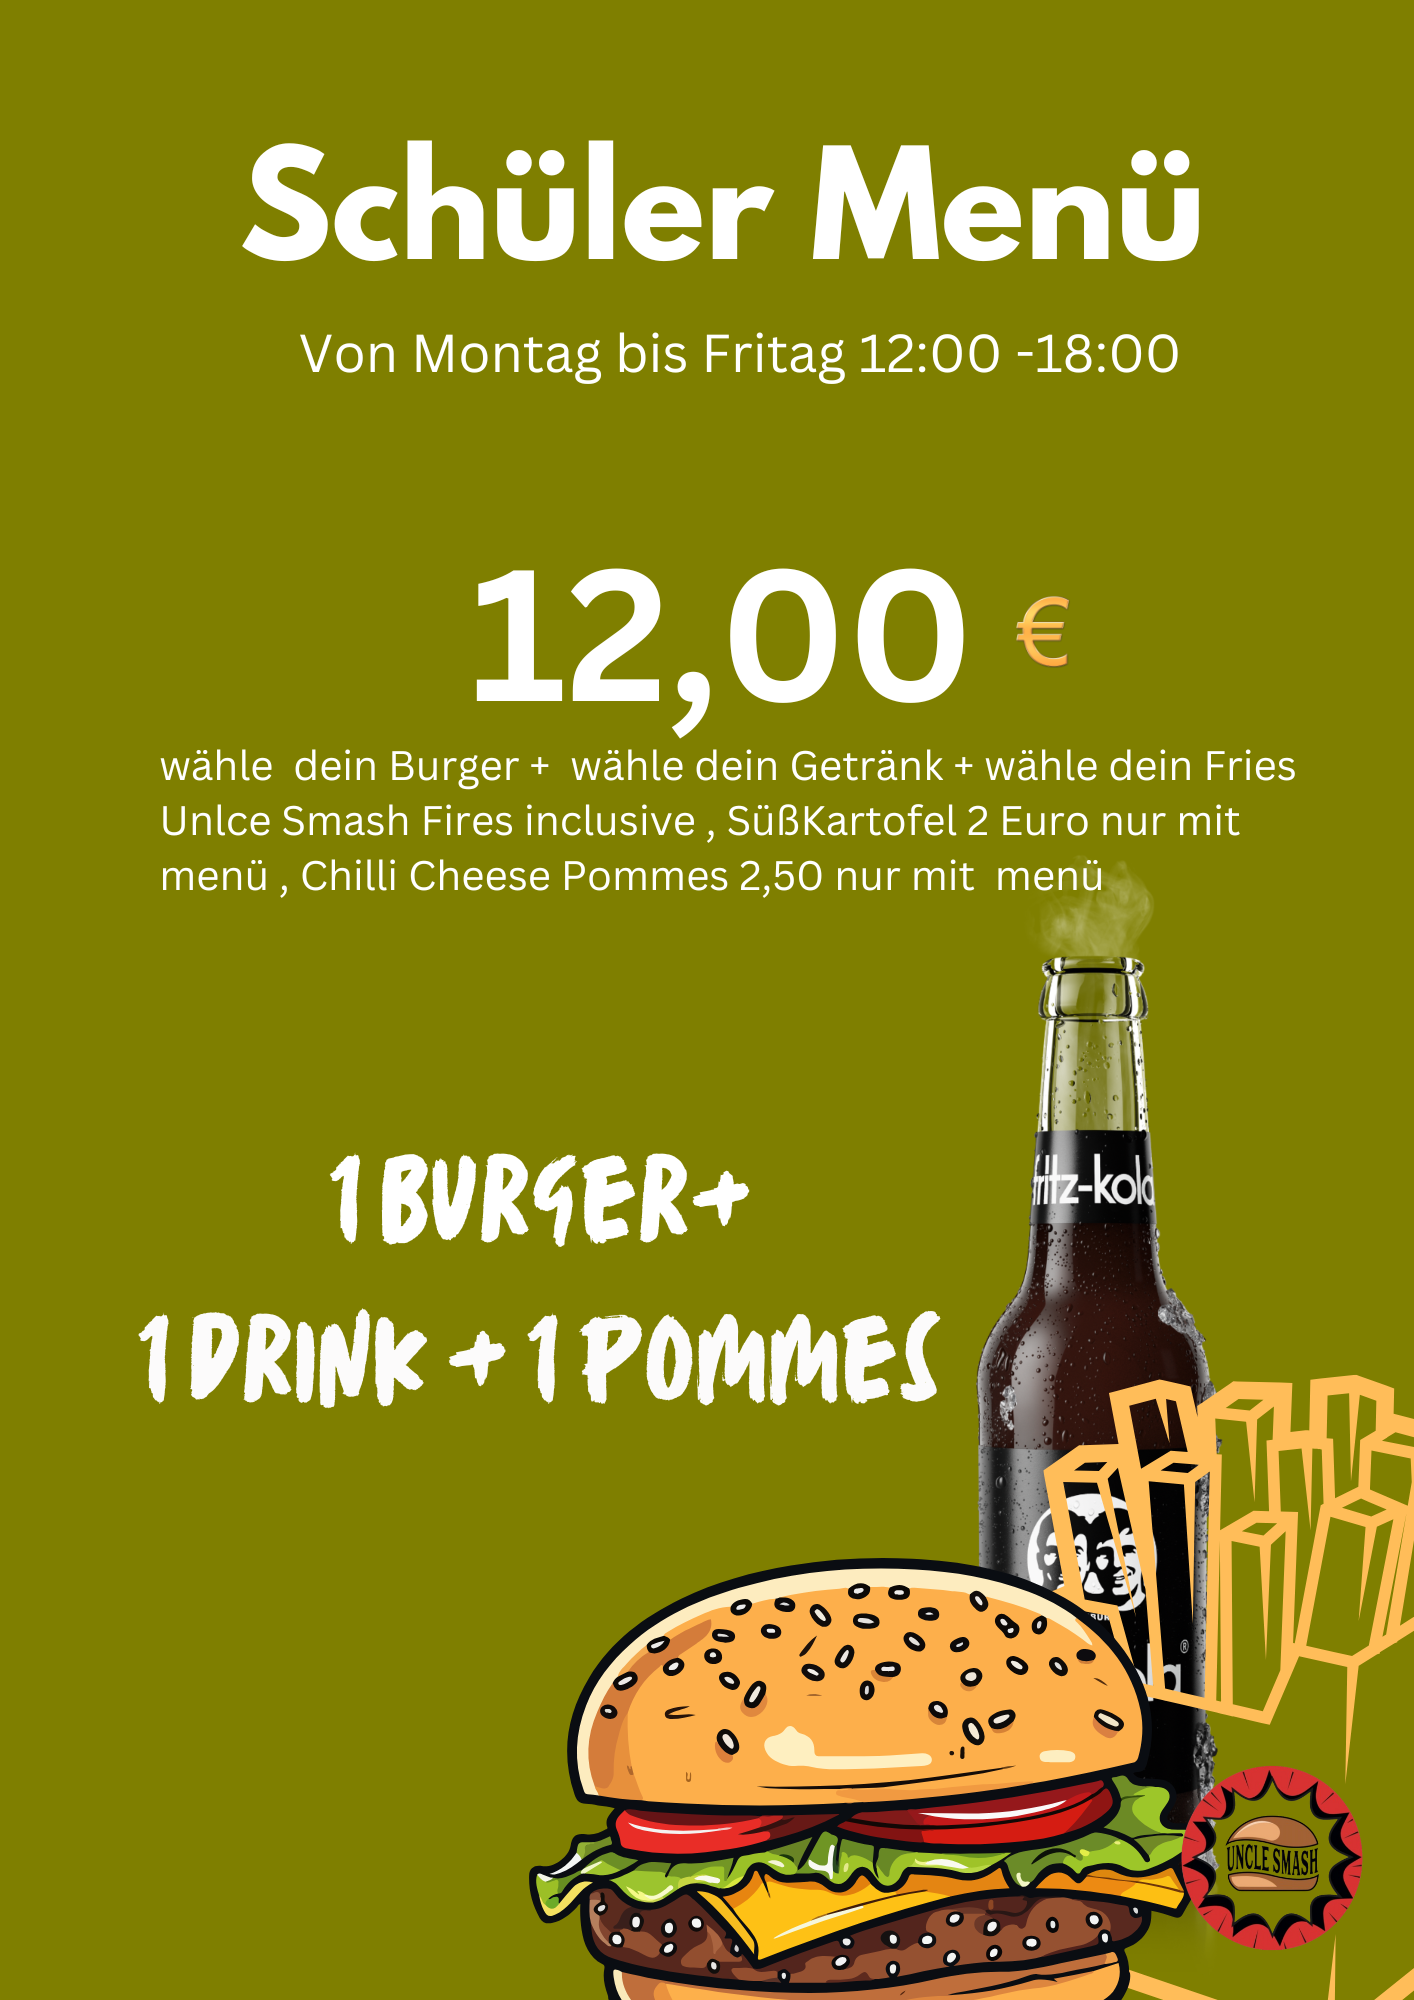 Schüler Menü
Von Montag bis Fritag 12:00 -18:00
12,00 €
wähle dein Burger + wähle dein Getränk + wähle dein Fries
Unlce Smash Fires inclusive , SüßKartofel 2 Euro nur mit
menü , Chilli Cheese Pommes 2,50 nur mit menü
fritz-kola
1 BURGER+
1 DRINK + 1 POMMES
®
UNCLE SMASH